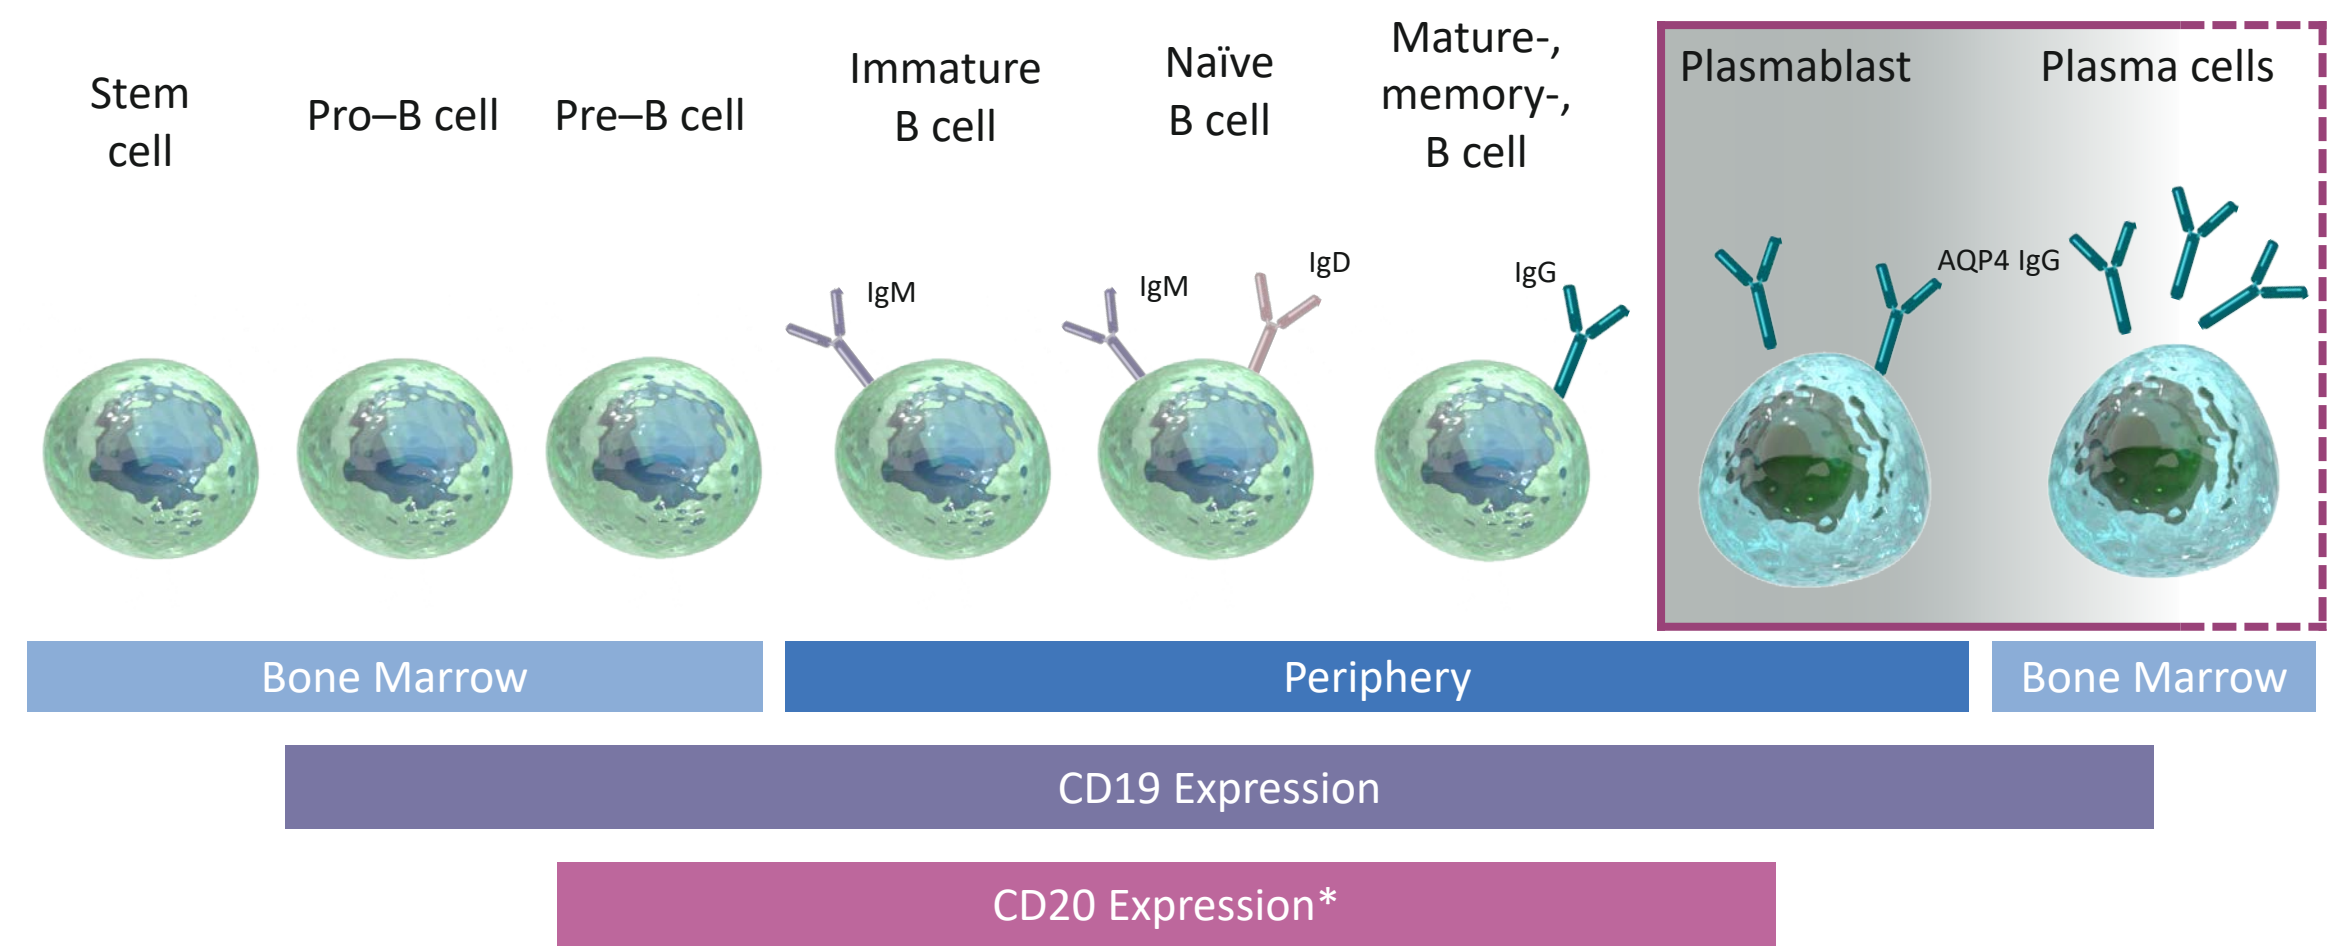 Stem
cell
Pro–B cell
Pre–B cell
Immature
B cell
Naïve
B cell
Mature-,
memory-,
B cell
Plasmablast
Plasma cells
IgM
IgM
IgD
IgG
AQP4 IgG
Bone Marrow
Periphery
Bone Marrow
CD19 Expression
CD20 Expression*